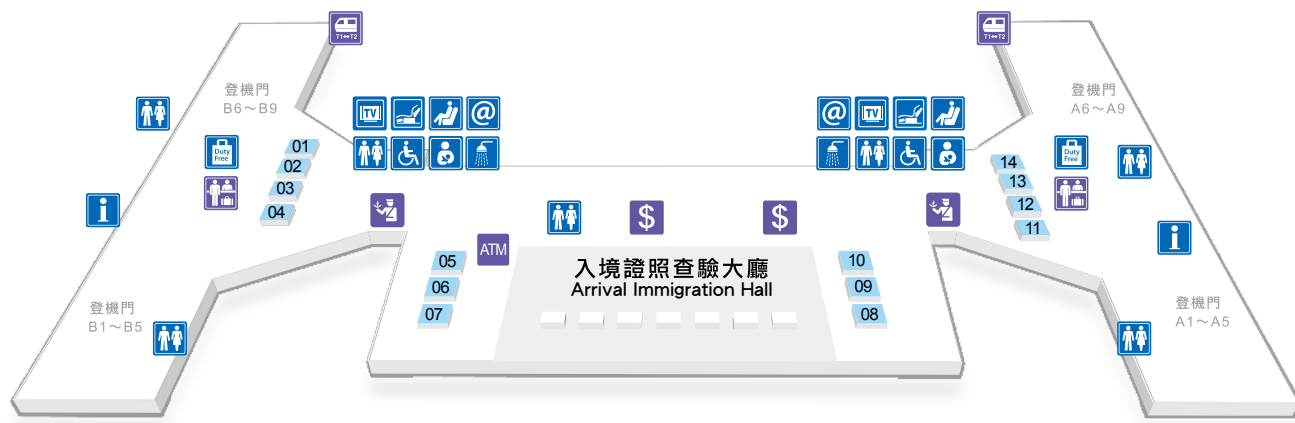 T1↔T2
T1↔T2
登機門
B6～B9
登機門
A6～A9
TV
@
@
TV
Duty
Free
Duty
Free
01
02
03
04
14
13
12
11
i
i
$
$
ATM
05
06
07
入境證照查驗大廳
Arrival Immigration Hall
10
09
08
登機門
B1～B5
登機門
A1～A5